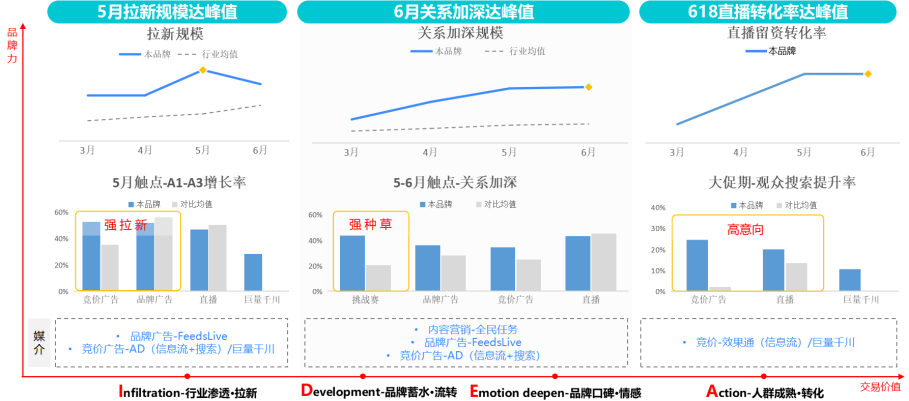 5月拉新规模达峰值
6月关系加深达峰值
618直播转化率达峰值
品牌力
拉新规模
本品牌
行业均值
3月
4月
5月
6月
关系加深规模
本品牌
行业均值
3月
4月
5月
6月
直播留资转化率
本品牌
3月
4月
5月
6月
5月触点-A1-A3增长率
本品牌
对比均值
60%
40%
20%
0%
强拉新
竞价广告
品牌广告
直播
巨量千川
5-6月触点-关系加深
本品牌
对比均值
60%
40%
20%
0%
强种草
挑战赛
品牌广告
竞价广告
直播
大促期-观众搜索提升率
本品牌
对比均值
40%
30%
20%
10%
0%
高意向
竞价广告
直播
巨量千川
媒介
• 品牌广告-FeedsLive
• 竞价广告-AD（信息流+搜索）/巨量千川
• 内容营销-全民任务
• 品牌广告-FeedsLive
• 竞价广告-AD（信息流+搜索）
• 竞价-效果通（信息流）/巨量千川
交易价值
Infiltration-行业渗透•拉新
Development-品牌蓄水•流转
Emotion deepen-品牌口碑•情感
Action-人群成熟•转化